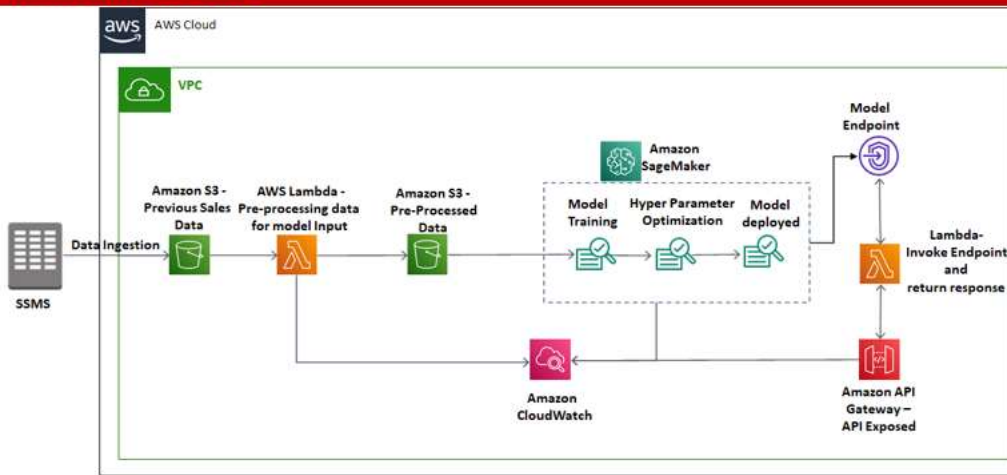 aws
AWS Cloud
VPC
Model
Endpoint
Amazon
SageMaker
Amazon S3 -
Previous Sales
Data
AWS Lambda -
Pre-processing data
for model Input
Amazon S3 -
Pre-Processed
Data
Model
Training
Hyper Parameter
Optimization
Model
deployed
Lambda-
Invoke Endpoint
and
return response
Data Ingestion
SSMS
Amazon
CloudWatch
Amazon API
Gateway –
API Exposed